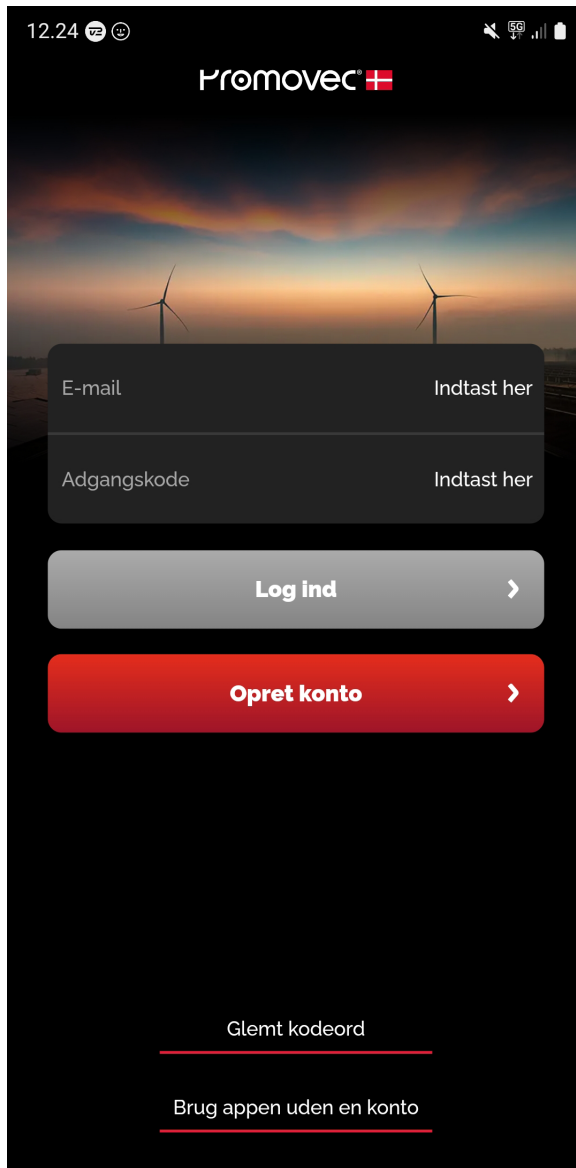 12.24
5G
Promovec®
E-mail Indtast her
Adgangskode Indtast her
Log ind
Opret konto
Glemt kodeord
Brug appen uden en konto